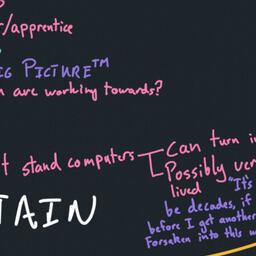 /apprentice
PICTURE™
are working towards?
stand computers
Can turn
Possibly
lived
"It's
be decades, if
before I get another
Forsaken into this
TAIN